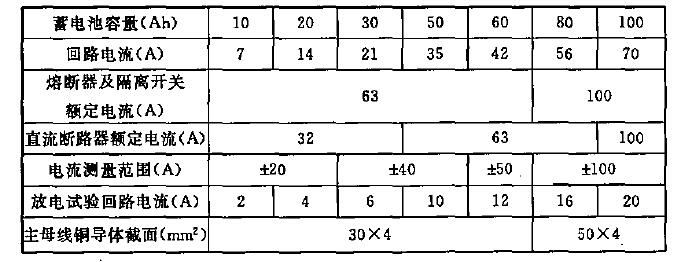 蓄电池容量(Ah) 10 20 30 50 60 80 100
回路电流(A) 7 14 21 35 42 56 70
熔断器及隔离开关
额定电流(A) 63 100
直流断路器额定电流(A) 32 63 100
电流测量范围(A) ±20 ±40 ±50 ±100
放电试验回路电流(A) 2 4 6 10 12 16 20
主母线铜导体截面(mm²) 30×4 50×4